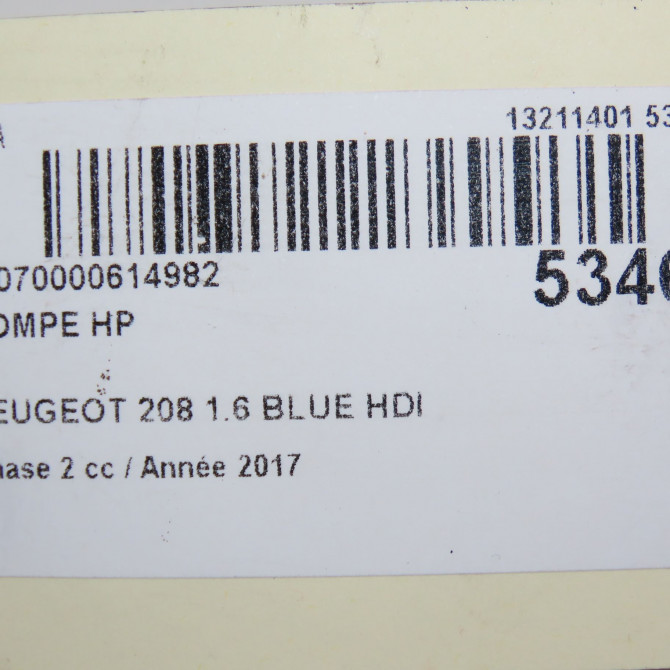 13211401 53
070000614982
534
OMPE HP
EUGEOT 208 1.6 BLUE HDI
hase 2 cc / Année 2017